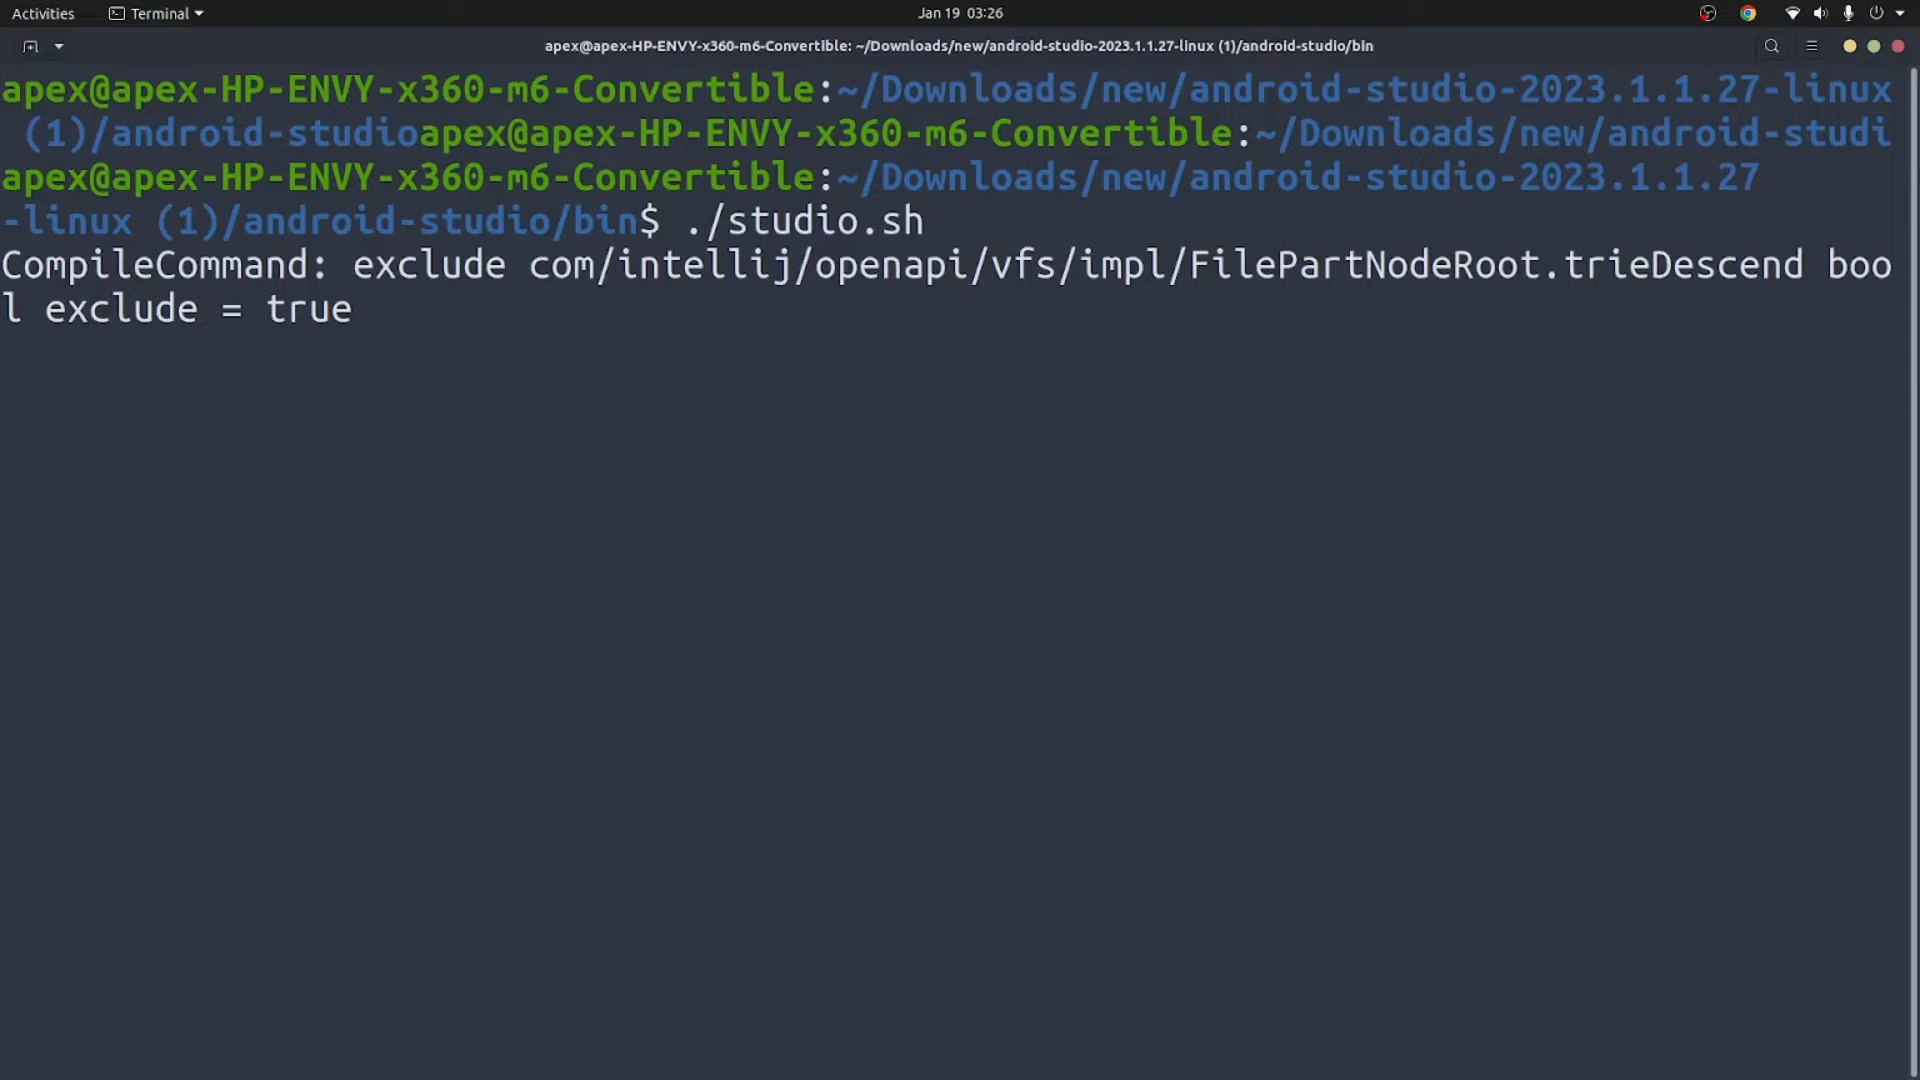 Activities Terminal Jan 19 03:26
apex@apex-HP-ENVY-x360-m6-Convertible: ~/Downloads/new/android-studio-2023.1.1.27-linux (1)/android-studio/bin
apex@apex-HP-ENVY-x360-m6-Convertible:~/Downloads/new/android-studio-2023.1.1.27-linux
(1)/android-studioapex@apex-HP-ENVY-x360-m6-Convertible:~/Downloads/new/android-studi
apex@apex-HP-ENVY-x360-m6-Convertible:~/Downloads/new/android-studio-2023.1.1.27
-linux (1)/android-studio/bin$ ./studio.sh
CompileCommand: exclude com/intellij/openapi/vfs/impl/FilePartNodeRoot.trieDescend boo
l exclude = true